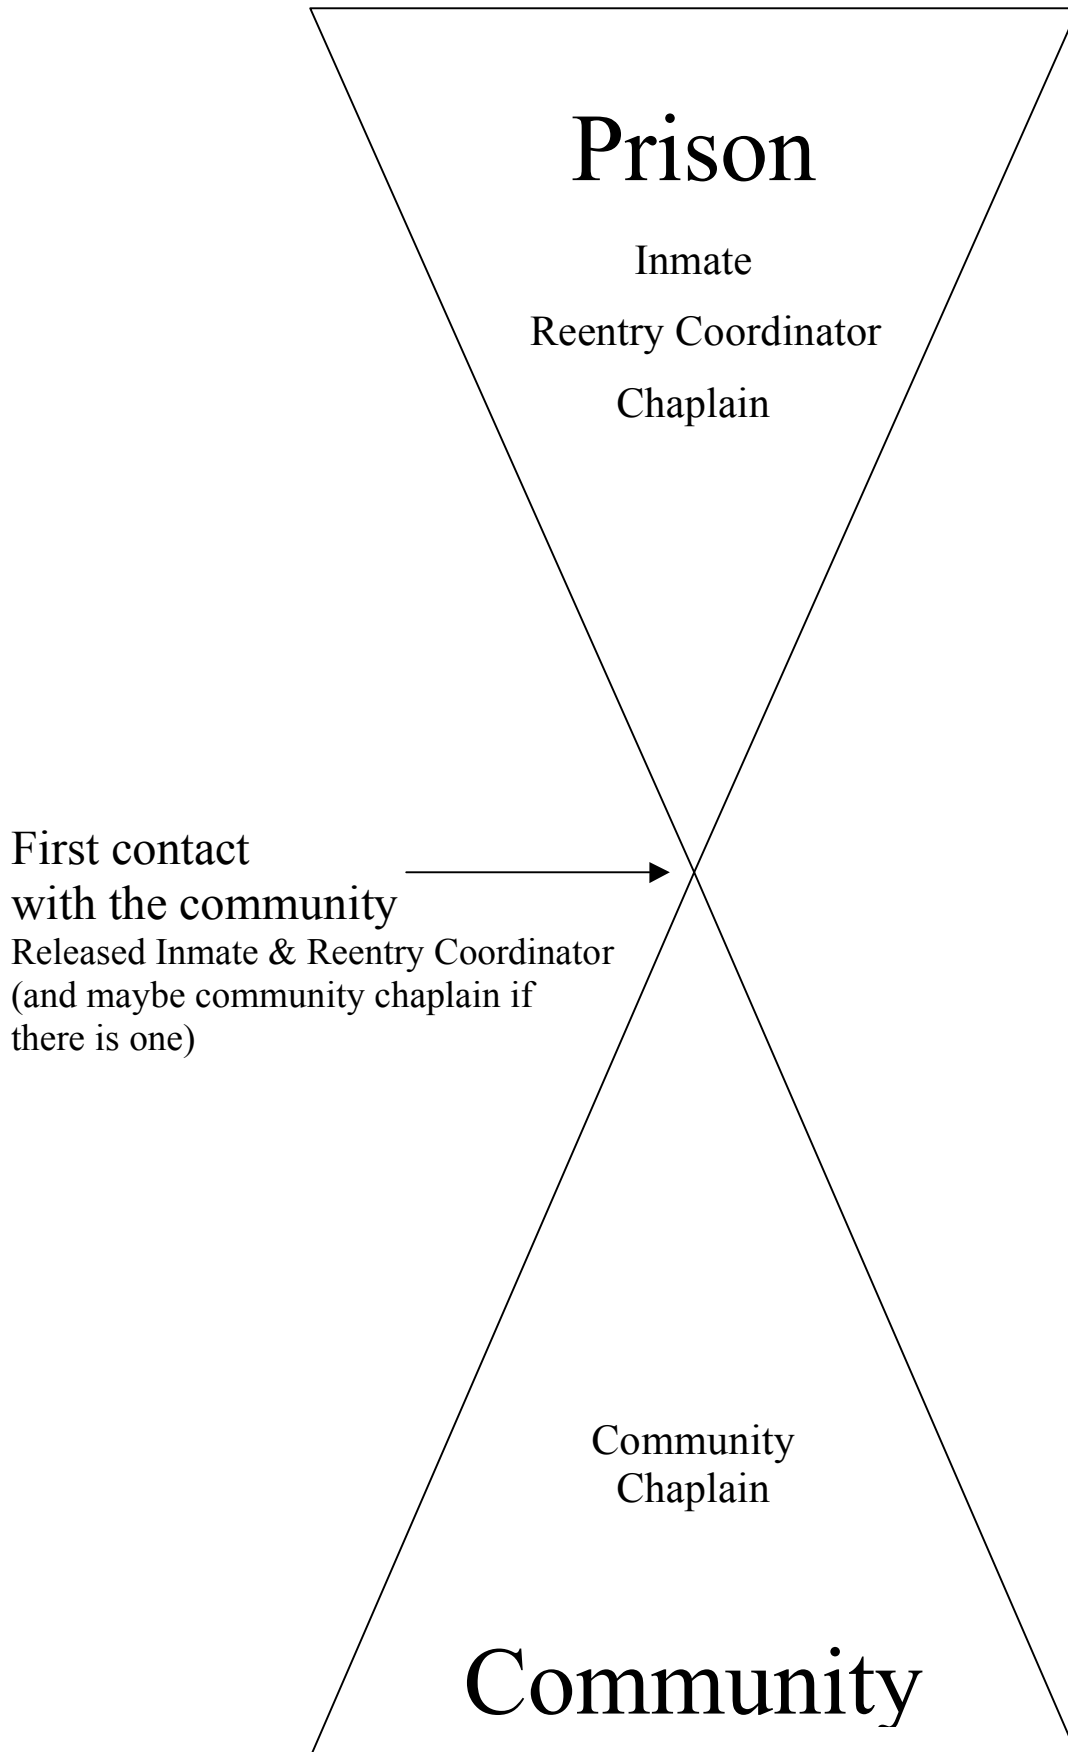 Prison
Inmate
Reentry Coordinator
Chaplain
First contact
with the community
Released Inmate & Reentry Coordinator
(and maybe community chaplain if
there is one)
Community
Chaplain
Community